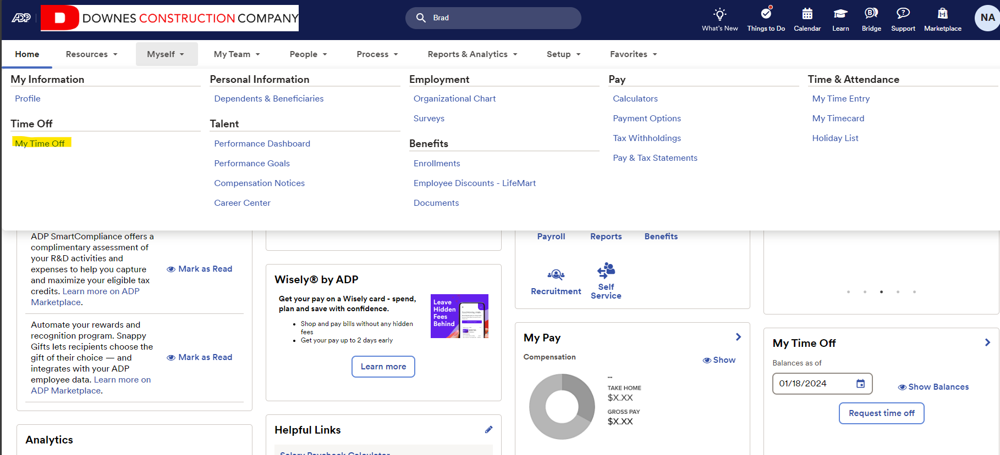 ADP
DOWNES CONSTRUCTION COMPANY
Brad
What's New
Things to Do
Calendar
Learn
Bridge
Support
Marketplace
NA
Home
Resources
Myself
My Team
People
Process
Reports & Analytics
Setup
Favorites
My Information
Profile
Time Off
My Time Off
Personal Information
Dependents & Beneficiaries
Talent
Performance Dashboard
Performance Goals
Compensation Notices
Career Center
Employment
Organizational Chart
Surveys
Benefits
Enrollments
Employee Discounts - LifeMart
Documents
Pay
Calculators
Payment Options
Tax Withholdings
Pay & Tax Statements
Time & Attendance
My Time Entry
My Timecard
Holiday List
ADP SmartCompliance offers a
complimentary assessment of
your R&D activities and
expenses to help you capture
and maximize your eligible tax
credits. Learn more on ADP
Marketplace.
Mark as Read
Automate your rewards and
recognition program. Snappy
Gifts lets recipients choose the
gift of their choice — and
integrates with your ADP
employee data. Learn more on
ADP Marketplace.
Mark as Read
Analytics
Wisely® by ADP
Get your pay on a Wisely card - spend,
plan and save with confidence.
• Shop and pay bills without any hidden
fees
• Get your pay up to 2 days early
Leave
Hidden
Fees
Behind
Learn more
Helpful Links
Salary Paycheck Calculator
Payroll
Reports
Benefits
Recruitment
Self
Service
My Pay
Compensation
Show
--
TAKE HOME
$X.XX
GROSS PAY
$X.XX
My Time Off
Balances as of
01/18/2024
Show Balances
Request time off